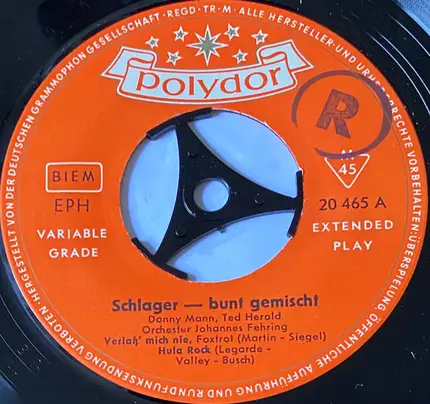 HERGESTELLT VON DER DEUTSCHEN GRAMMOPHON GESELLSCHAFT · REGD · TR · M · ALLE HERSTELLER- UND URHEBERRECHTE VORBEHALTEN · ÜBERSPIELUNG, ÖFFENTLICHE AUFFÜHRUNG UND RUNDFUNKSENDUNG VERBOTEN ·
Polydor
R
BIEM
EPH
VARIABLE
GRADE
45
20 465 A
EXTENDED
PLAY
Schlager — bunt gemischt
Danny Mann, Ted Herold
Orchester Johannes Fehring
Verlaß' mich nie, Foxtrot (Martin - Siegel)
Hula Rock (Legarde -
Valley - Busch)